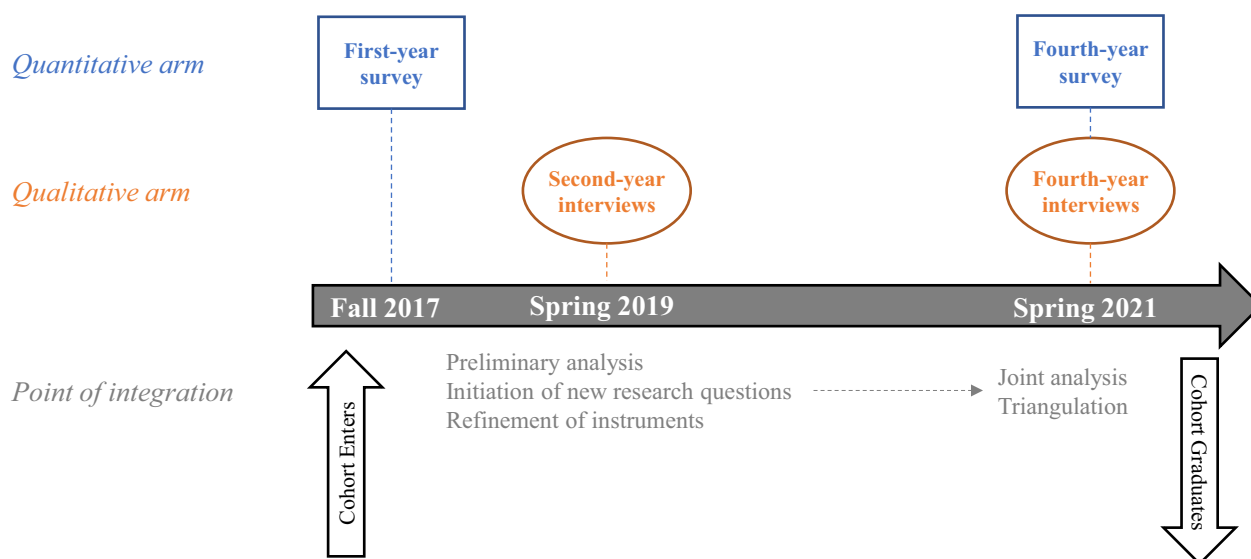 Quantitative arm
First-year
survey
Fourth-year
survey
Qualitative arm
Second-year
interviews
Fourth-year
interviews
Fall 2017
Spring 2019
Spring 2021
Point of integration
Cohort Enters
Preliminary analysis
Initiation of new research questions
Refinement of instruments
Joint analysis
Triangulation
Cohort Graduates